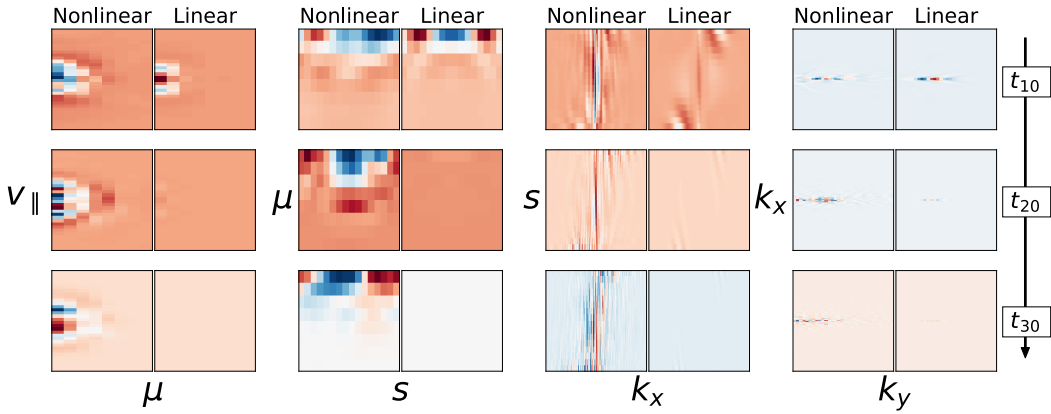 Nonlinear Linear Nonlinear Linear Nonlinear Linear Nonlinear Linear
t10
v∥ μ s kx t20
t30
μ s kx ky